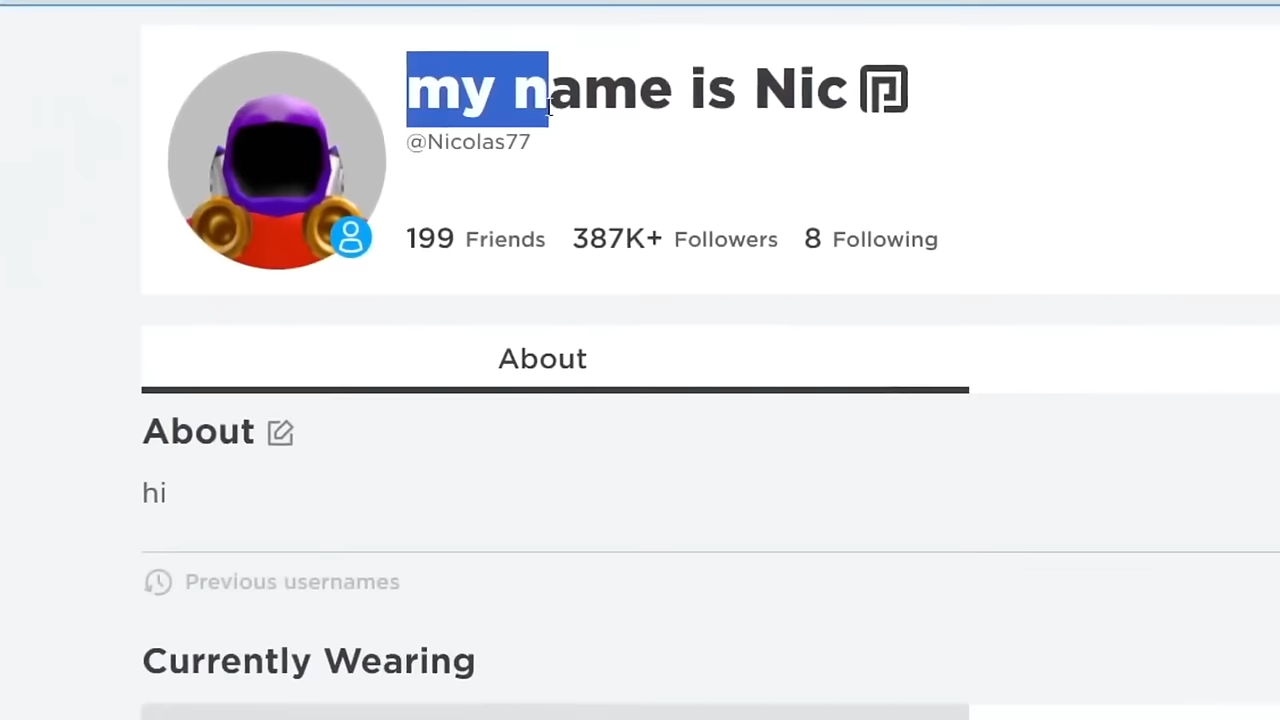 my name is Nic
@Nicolas77
199 Friends 387K+ Followers 8 Following
About
About
hi
Previous usernames
Currently Wearing